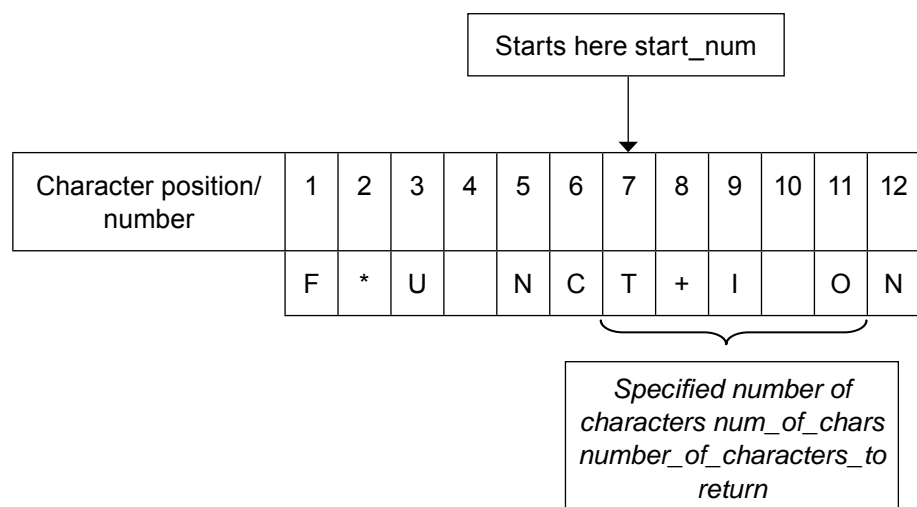 Starts here start_num
Character position/
number
1 2 3 4 5 6 7 8 9 10 11 12
F * U N C T + I O N
Specified number of
characters num_of_chars
number_of_characters_to
return